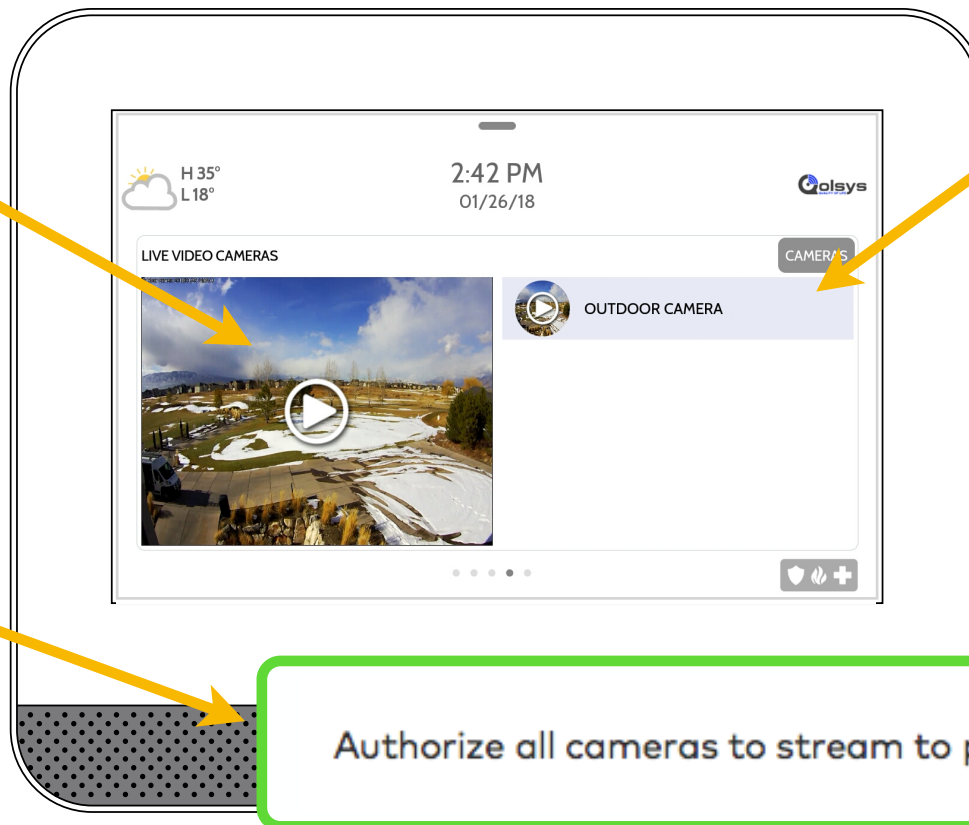 H 35°
L 18°
2:42 PM
01/26/18
Qolsys
LIVE VIDEO CAMERAS
CAMERAS
OUTDOOR CAMERA
Authorize all cameras to stream to p